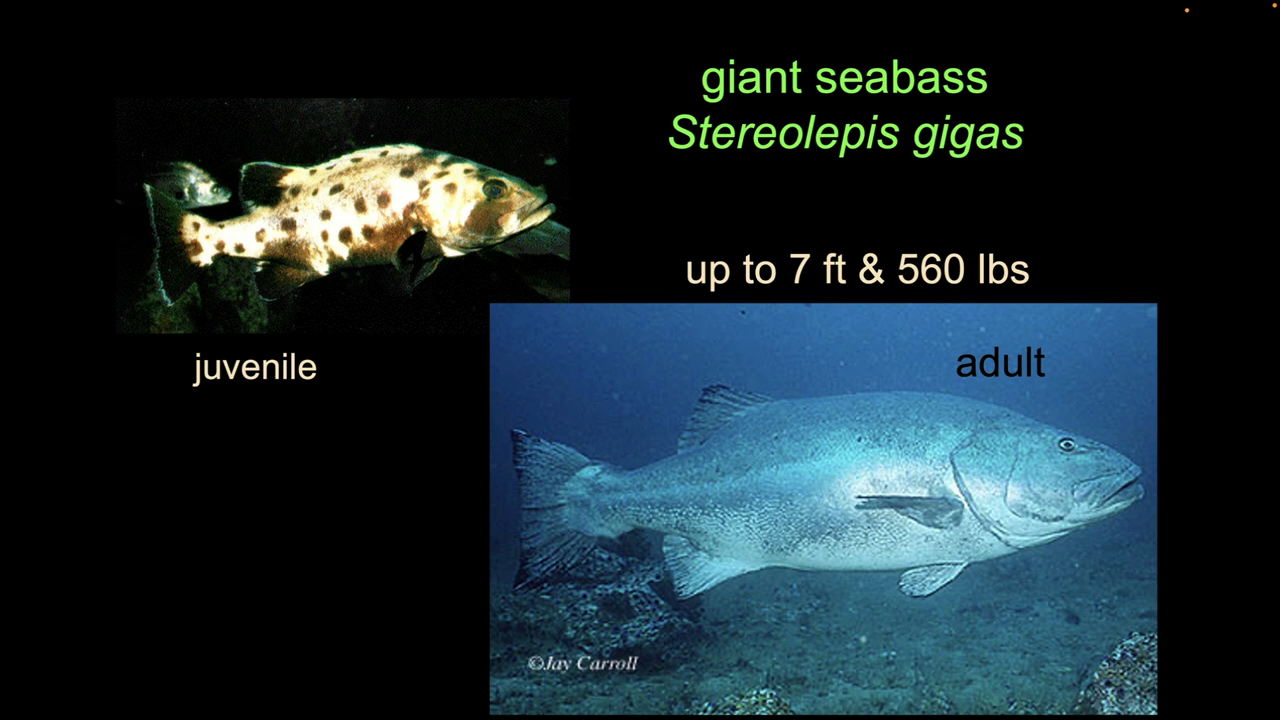 giant seabass
Stereolepis gigas
up to 7 ft & 560 lbs
juvenile
adult
©Jay Carroll